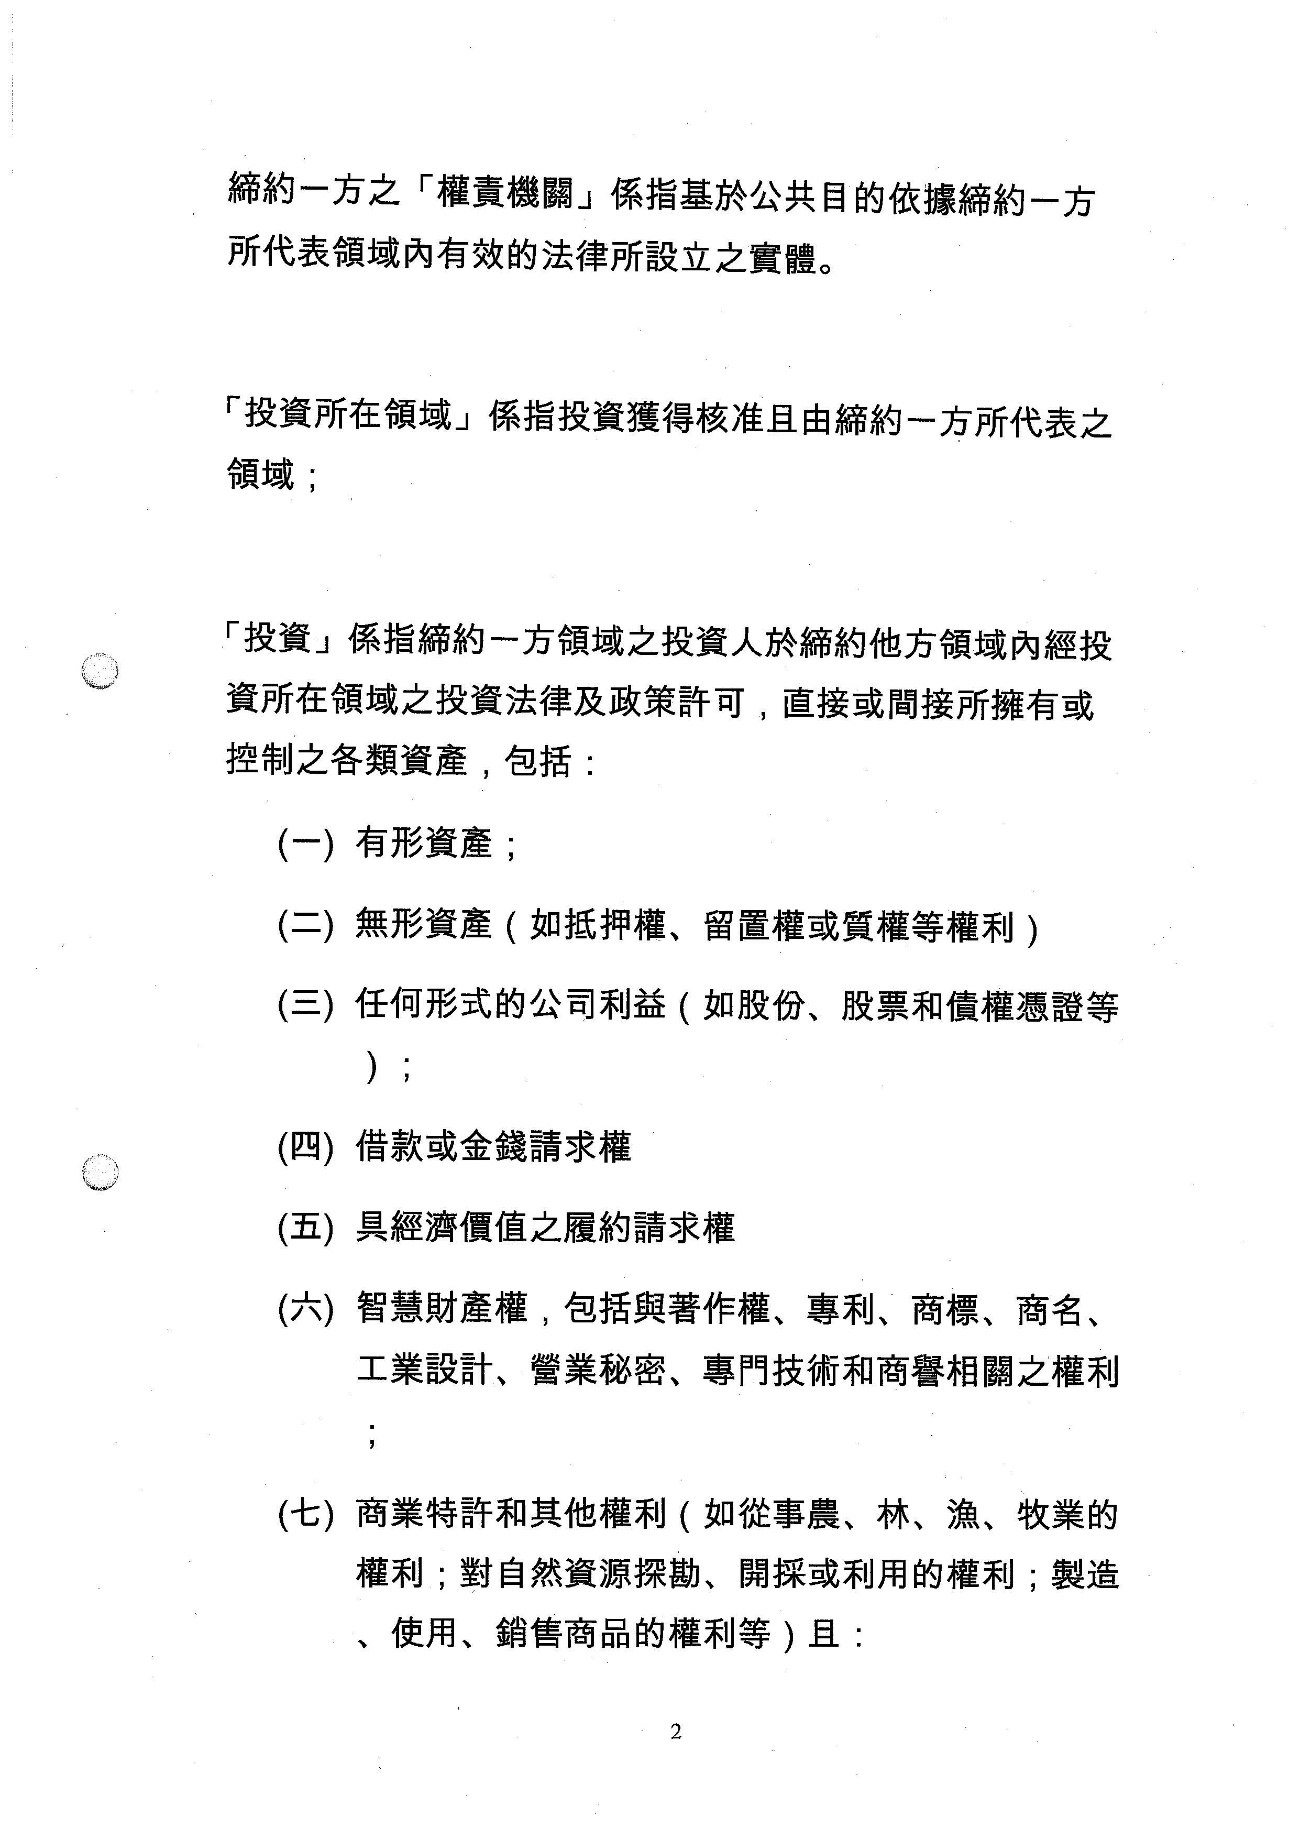 締約一方之「權責機關」係指基於公共目的依據締約一方
所代表領域內有效的法律所設立之實體。
「投資所在領域」係指投資獲得核准且由締約一方所代表之
領域；
「投資」係指締約一方領域之投資人於締約他方領域內經投
資所在領域之投資法律及政策許可，直接或間接所擁有或
控制之各類資產，包括：
(一) 有形資產；
(二) 無形資產（如抵押權、留置權或質權等權利）
(三) 任何形式的公司利益（如股份、股票和債權憑證等
）；
(四) 借款或金錢請求權
(五) 具經濟價值之履約請求權
(六) 智慧財產權，包括與著作權、專利、商標、商名、
工業設計、營業秘密、專門技術和商譽相關之權利
；
(七) 商業特許和其他權利（如從事農、林、漁、牧業的
權利；對自然資源探勘、開採或利用的權利；製造
、使用、銷售商品的權利等）且：
2